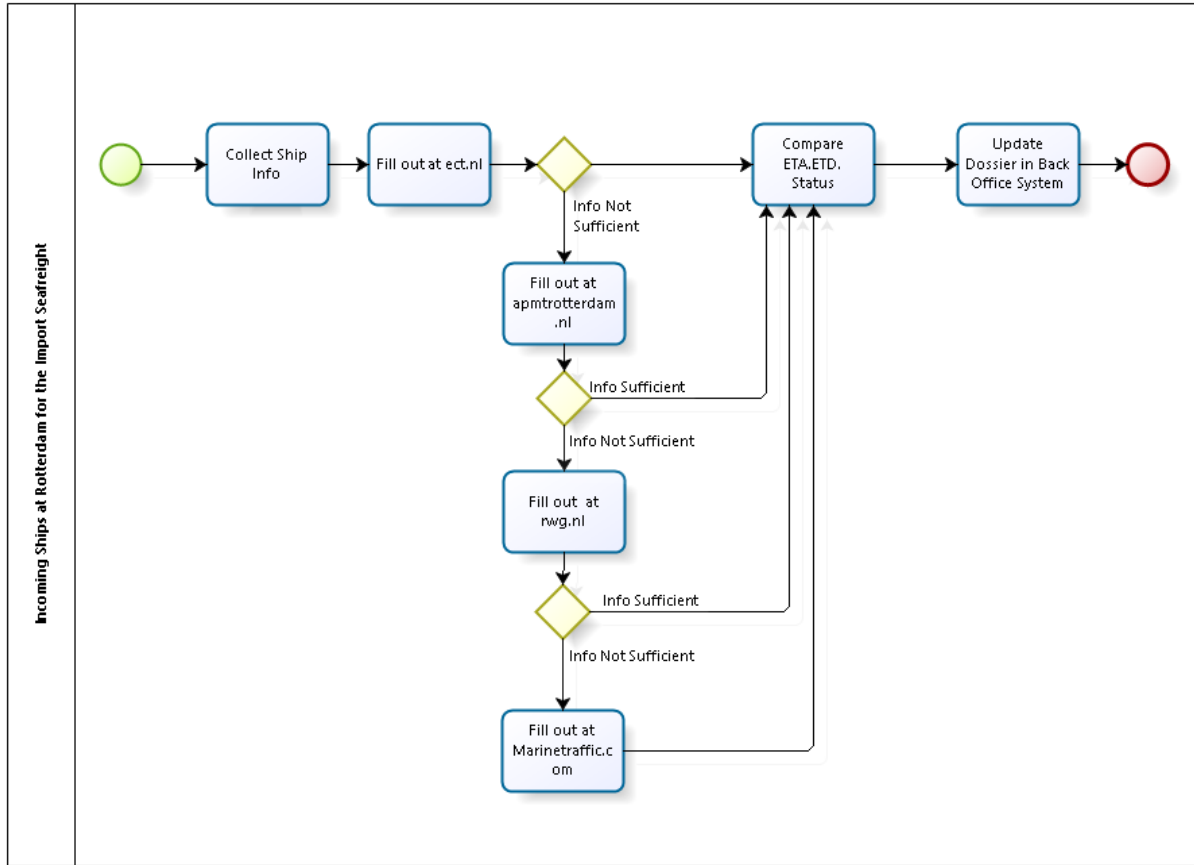 Incoming Ships at Rotterdam for the Import Seafreight
Collect Ship
Info
Fill out at ect.nl
Info Not
Sufficient
Compare
ETA.ETD.
Status
Update
Dossier in Back
Office System
Fill out at
apmtrotterdam
.nl
Info Sufficient
Info Not Sufficient
Fill out at
rwg.nl
Info Sufficient
Info Not Sufficient
Fill out at
Marinetraffic.c
om